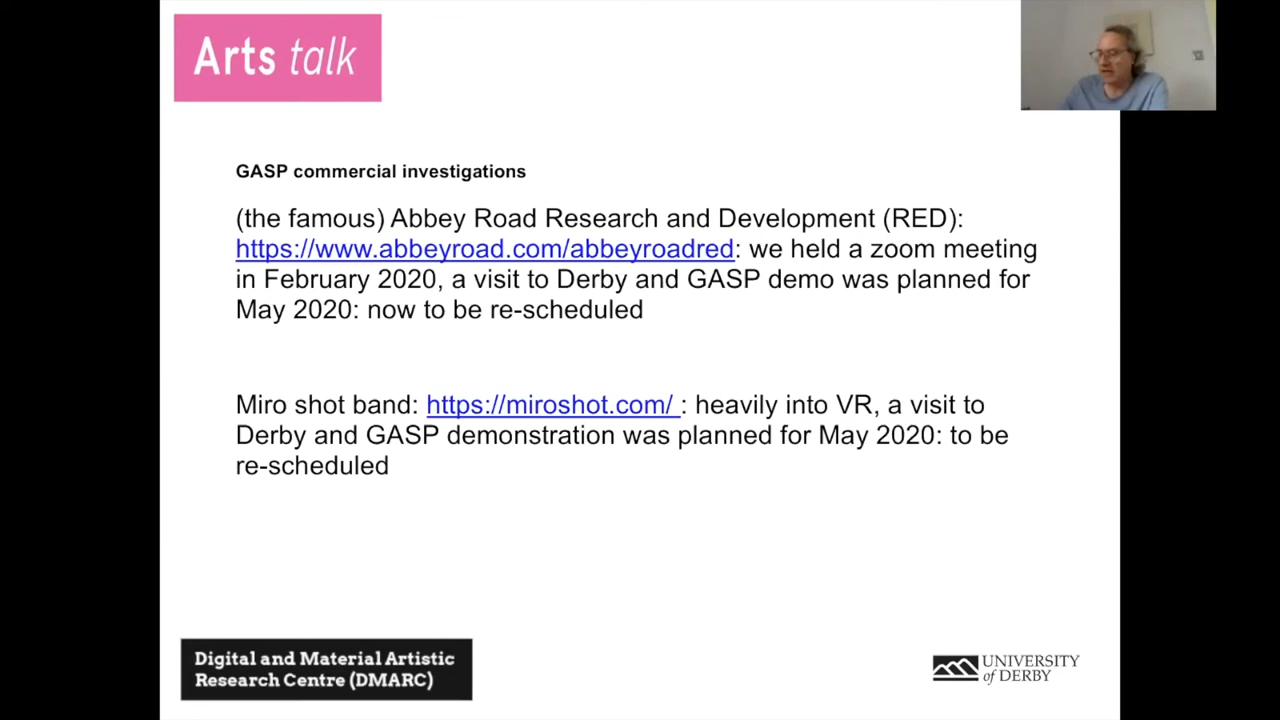 Arts talk
GASP commercial investigations
(the famous) Abbey Road Research and Development (RED):
https://www.abbeyroad.com/abbeyroadred: we held a zoom meeting
in February 2020, a visit to Derby and GASP demo was planned for
May 2020: now to be re-scheduled
Miro shot band: https://miroshot.com/ : heavily into VR, a visit to
Derby and GASP demonstration was planned for May 2020: to be
re-scheduled
Digital and Material Artistic
Research Centre (DMARC)
UNIVERSITY
of DERBY